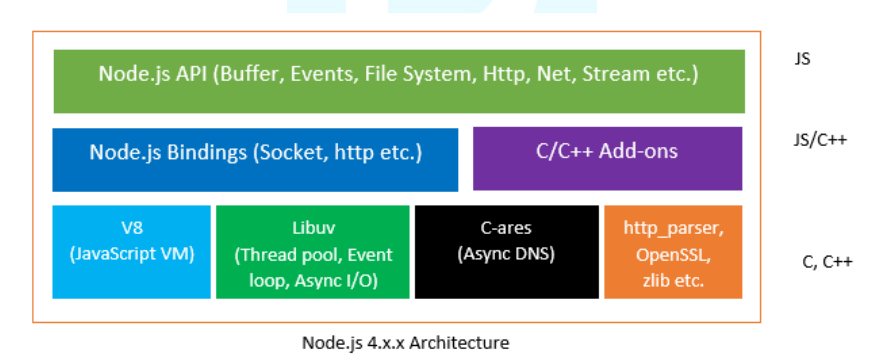 Node.js API (Buffer, Events, File System, Http, Net, Stream etc.)
JS
Node.js Bindings (Socket, http etc.)
C/C++ Add-ons
JS/C++
V8
(JavaScript VM)
Libuv
(Thread pool, Event
loop, Async I/O)
C-ares
(Async DNS)
http_parser,
OpenSSL,
zlib etc.
C, C++
Node.js 4.x.x Architecture